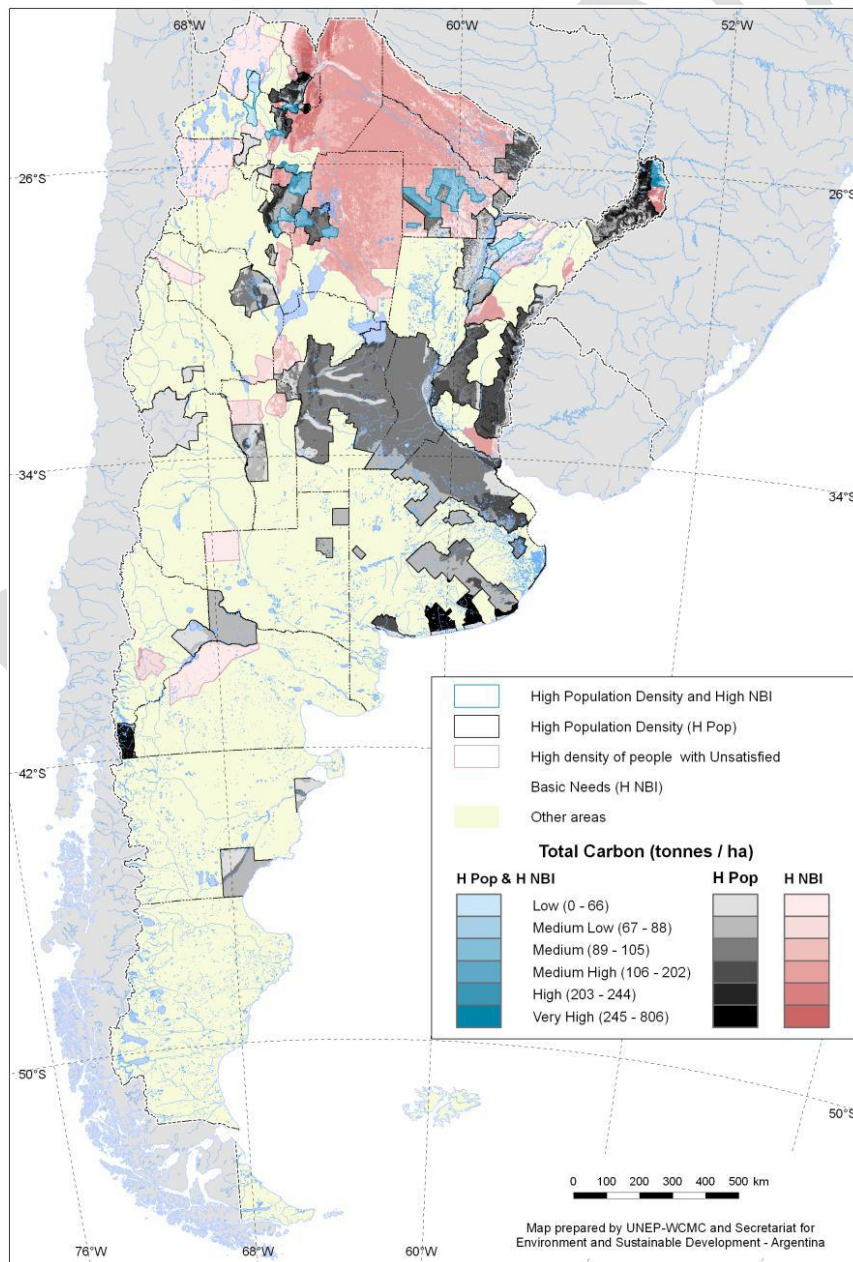 68°W
60°W
52°W
26°S
26°S
34°S
34°S
High Population Density and High NBI
High Population Density (H Pop)
High density of people with Unsatisfied
Basic Needs (H NBI)
Other areas
42°S
Total Carbon (tonnes / ha)
H Pop & H NBI
H Pop
H NBI
Low (0 - 66)
Medium Low (67 - 88)
Medium (89 - 105)
Medium High (106 - 202)
High (203 - 244)
Very High (245 - 806)
50°S
50°S
0 100 200 300 400 500 km
Map prepared by UNEP-WCMC and Secretariat for
Environment and Sustainable Development - Argentina
76°W
68°W
60°W